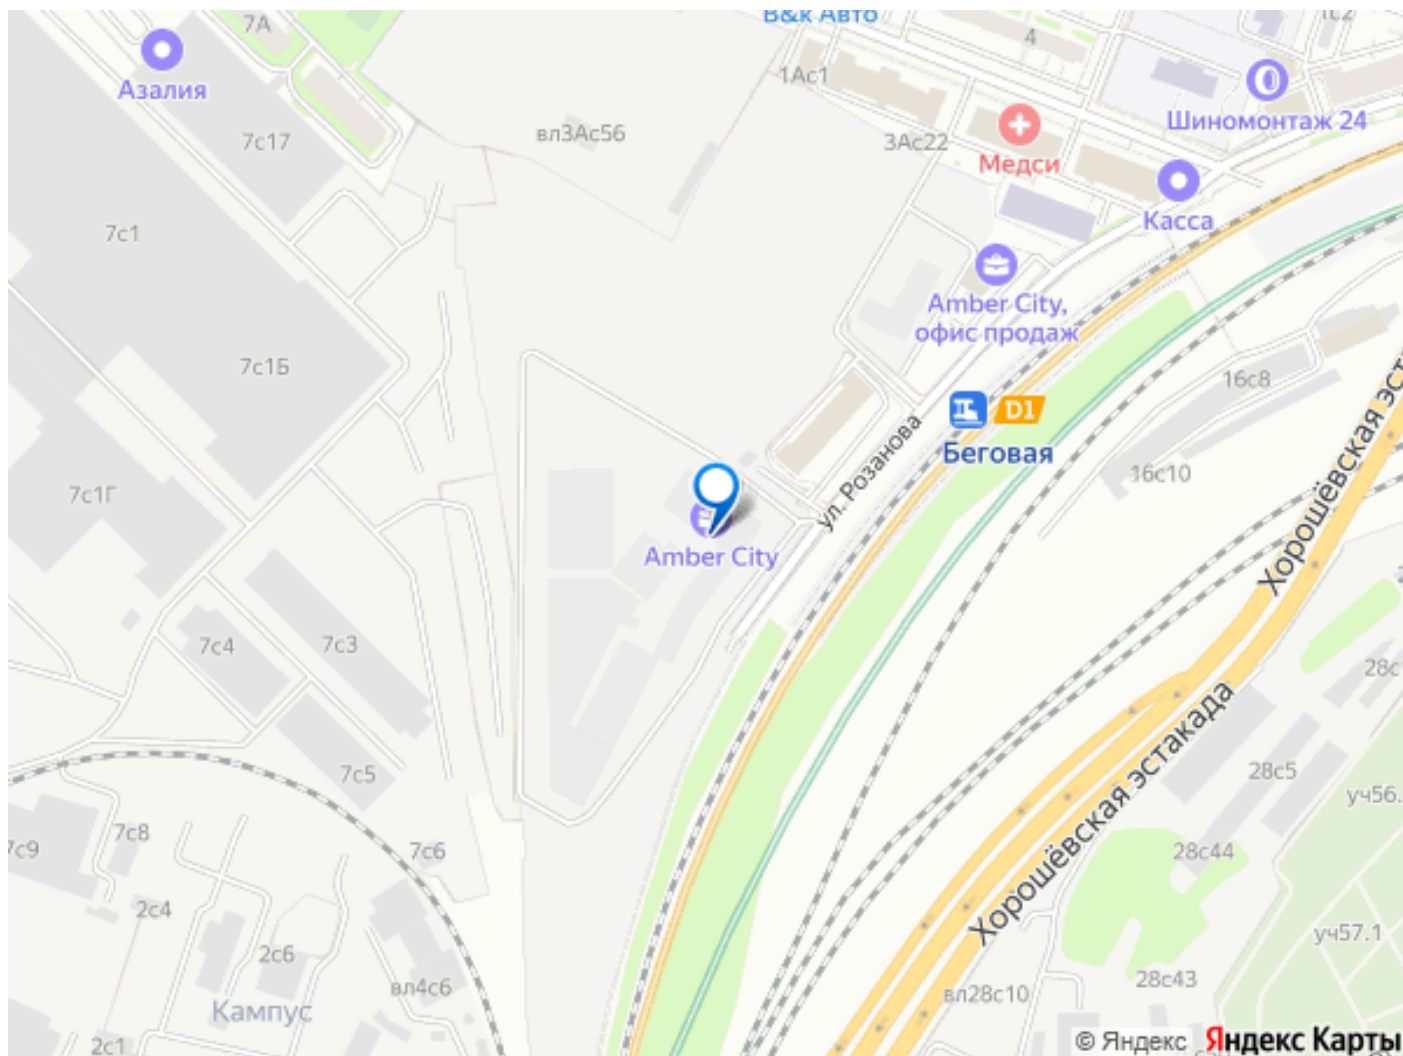 В&k Авто
7А
4
1с2
Азалия
1Ас1
Шиномонтаж 24
7с17
вл3Ас56
3Ас22
Медси
Касса
7с1
Amber City,
офис продаж
7с1Б
16с8
D1
Беговая
ул. Розанова
16с10
7с1Г
Amber City
Хорошёвская эст
7с4
7с3
28с
7с5
28с5
уч56.
Хорошёвская эстакада
7с9
7с8
7с6
28с44
2с4
уч57.1
2с6
вл4с6
28с43
вл28с10
Кампус
2с1
© Яндекс Яндекс Карты